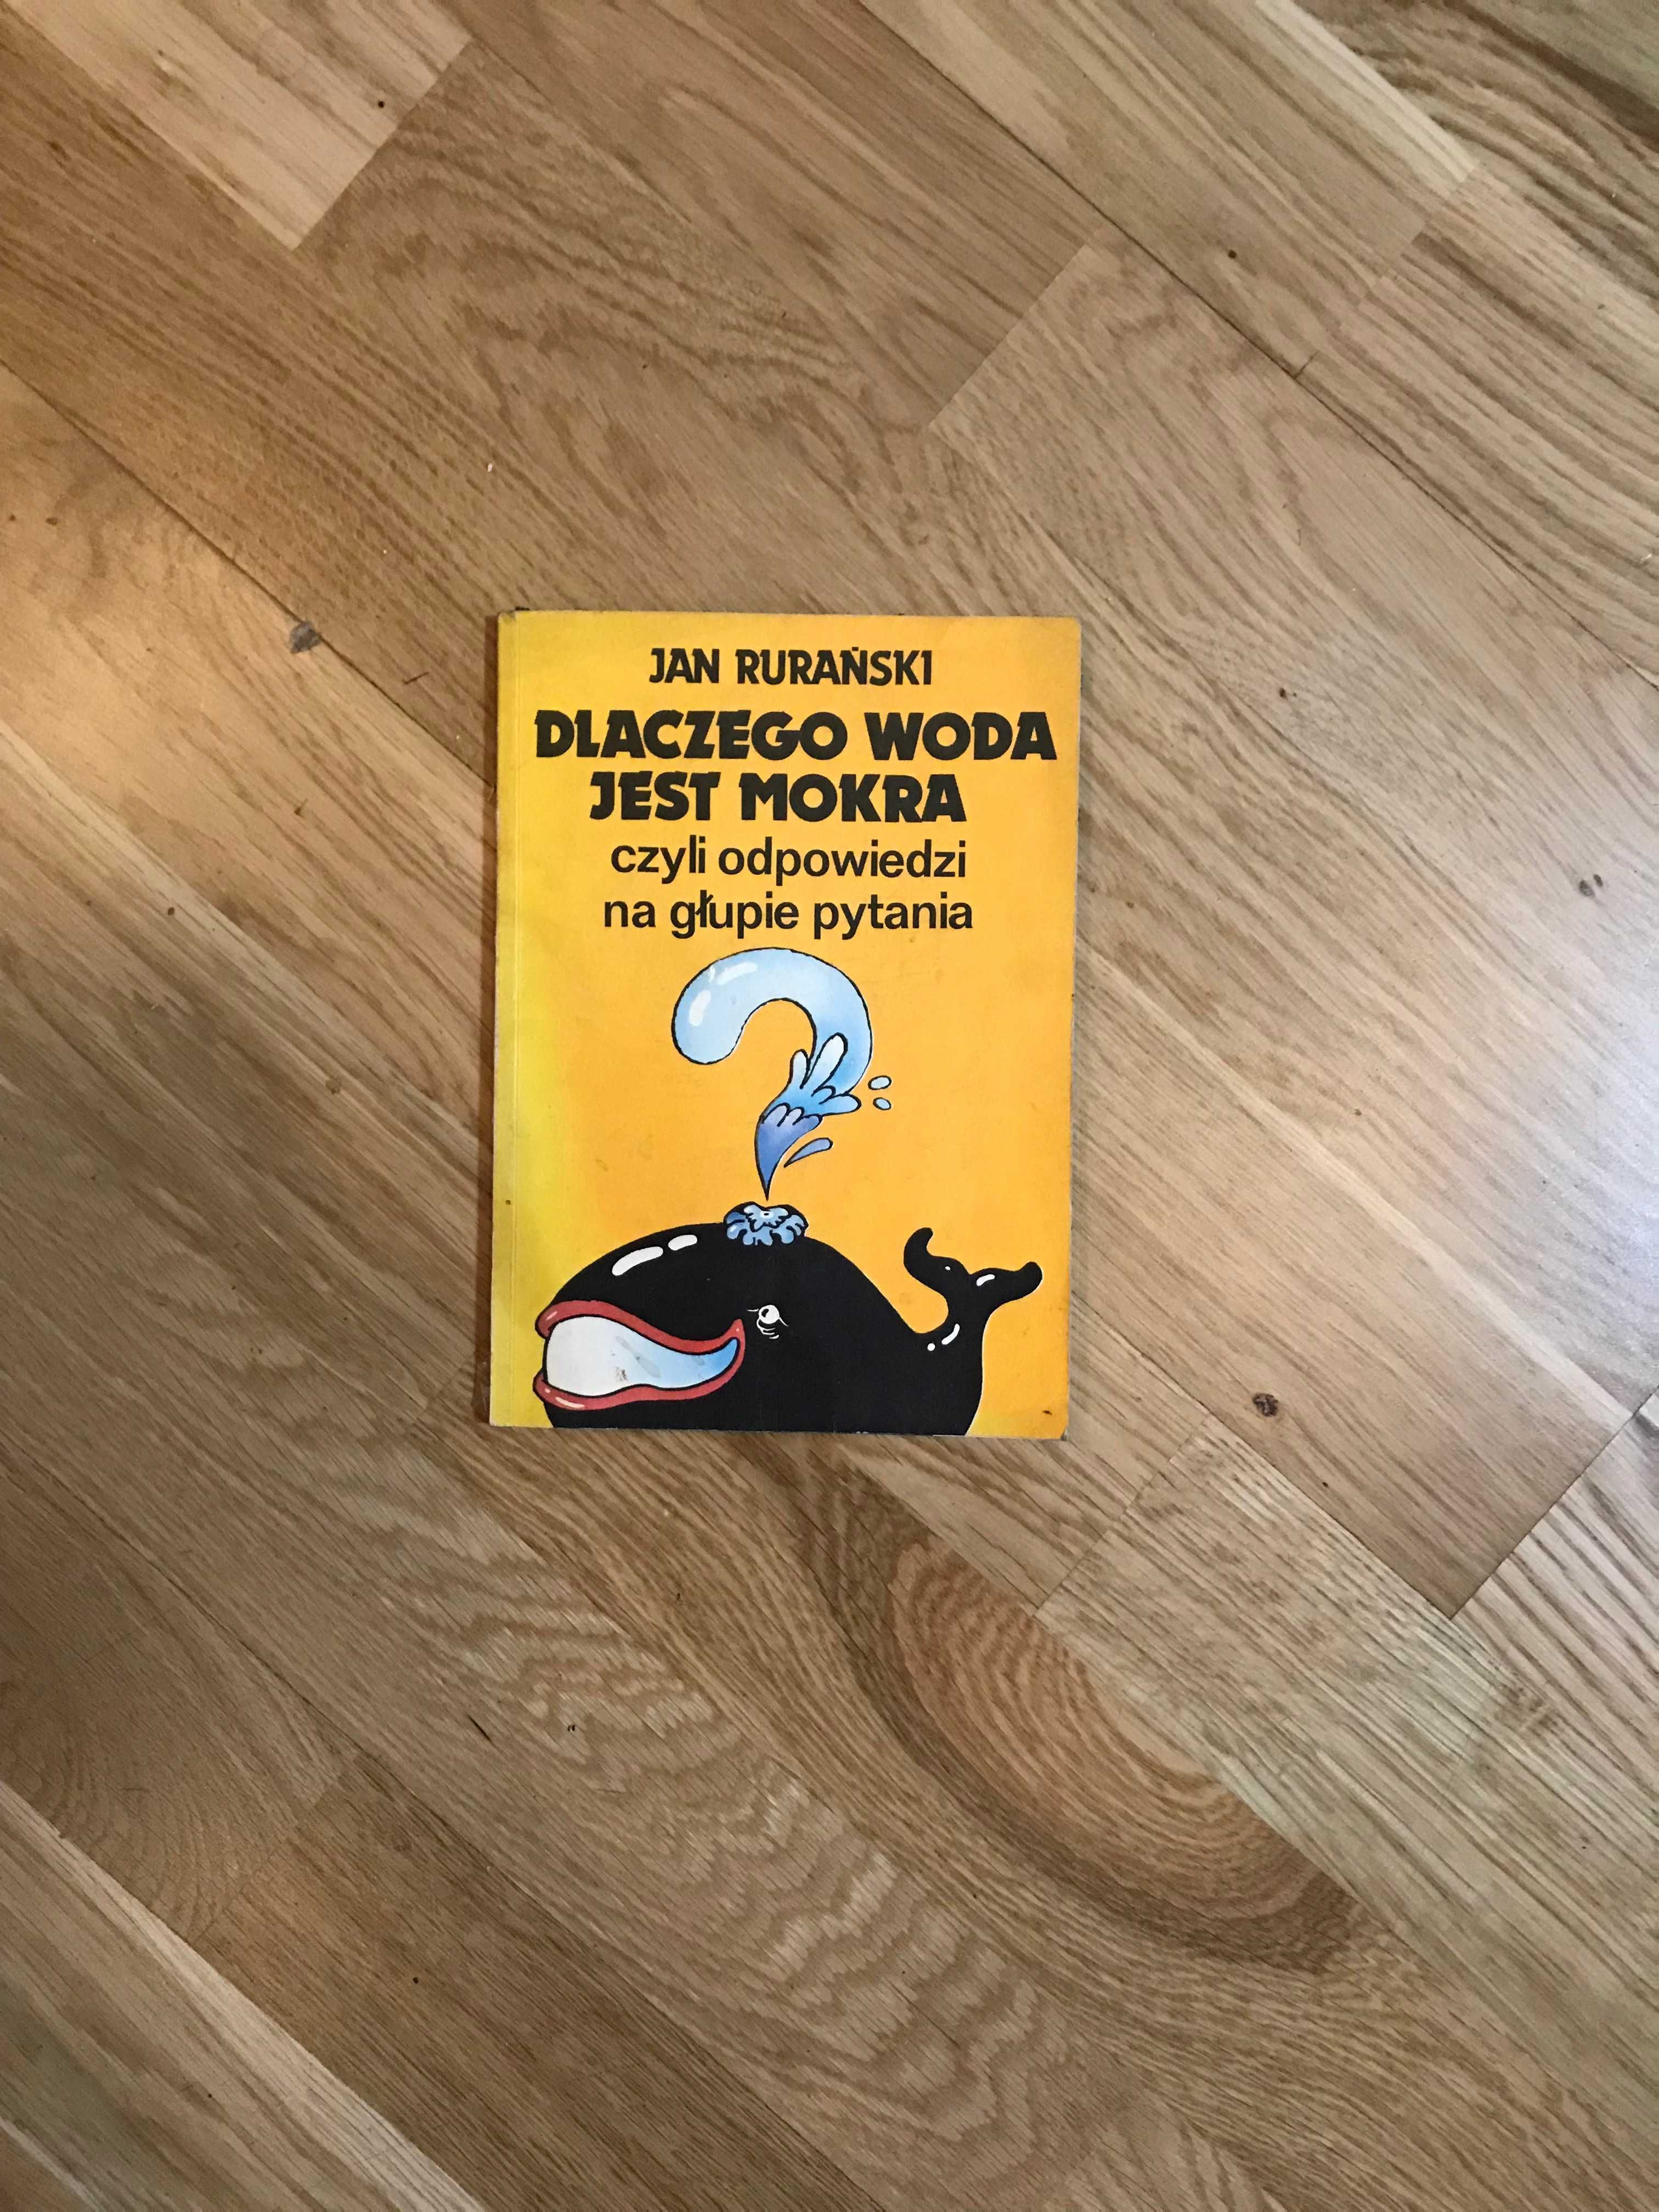 JAN RURAŃSKI
DLACZEGO WODA
JEST MOKRA
czyli odpowiedzi
na głupie pytania